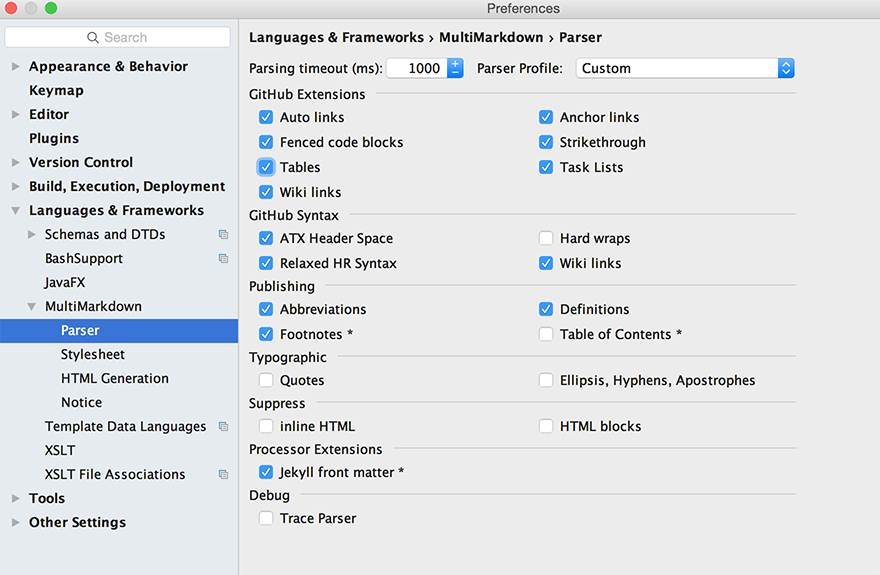 Preferences
Search
Appearance & Behavior
Keymap
Editor
Plugins
Version Control
Build, Execution, Deployment
Languages & Frameworks
Schemas and DTDs
BashSupport
JavaFX
MultiMarkdown
Parser
Stylesheet
HTML Generation
Notice
Template Data Languages
XSLT
XSLT File Associations
Tools
Other Settings
Languages & Frameworks › MultiMarkdown › Parser
Parsing timeout (ms): 1000 Parser Profile: Custom
GitHub Extensions
Auto links Anchor links
Fenced code blocks Strikethrough
Tables Task Lists
Wiki links
GitHub Syntax
ATX Header Space Hard wraps
Relaxed HR Syntax Wiki links
Publishing
Abbreviations Definitions
Footnotes * Table of Contents *
Typographic
Quotes Ellipsis, Hyphens, Apostrophes
Suppress
inline HTML HTML blocks
Processor Extensions
Jekyll front matter *
Debug
Trace Parser